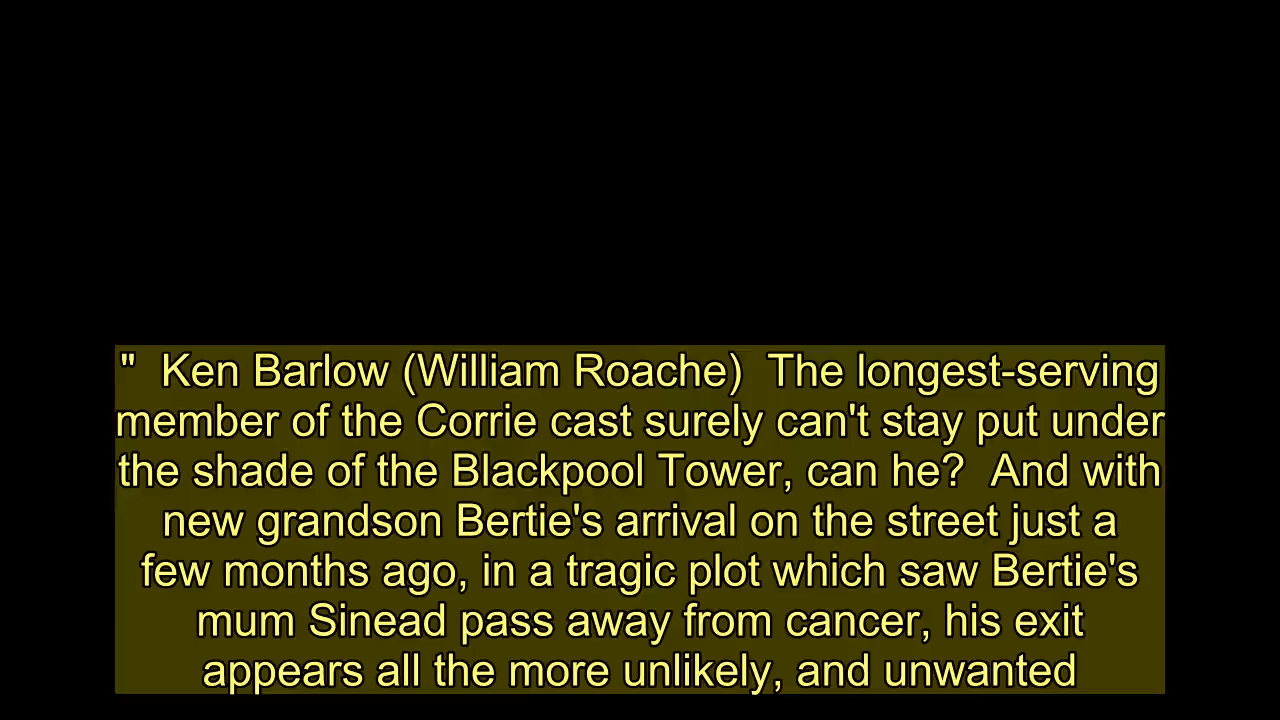 "  Ken Barlow (William Roache)  The longest-serving
member of the Corrie cast surely can't stay put under
the shade of the Blackpool Tower, can he?  And with
new grandson Bertie's arrival on the street just a
few months ago, in a tragic plot which saw Bertie's
mum Sinead pass away from cancer, his exit
appears all the more unlikely, and unwanted